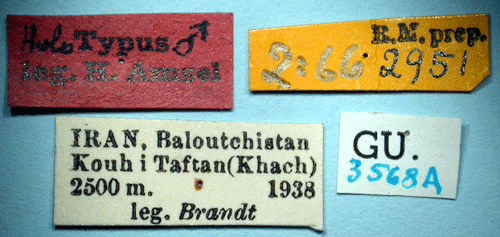 Holo Typus ♂
leg. H. Amsel
R.N. prep.
2:66 2951
IRAN, Baloutchistan
Kouh i Taftan (Khach)
2500 m. 1938
leg. Brandt
GU.
3568A